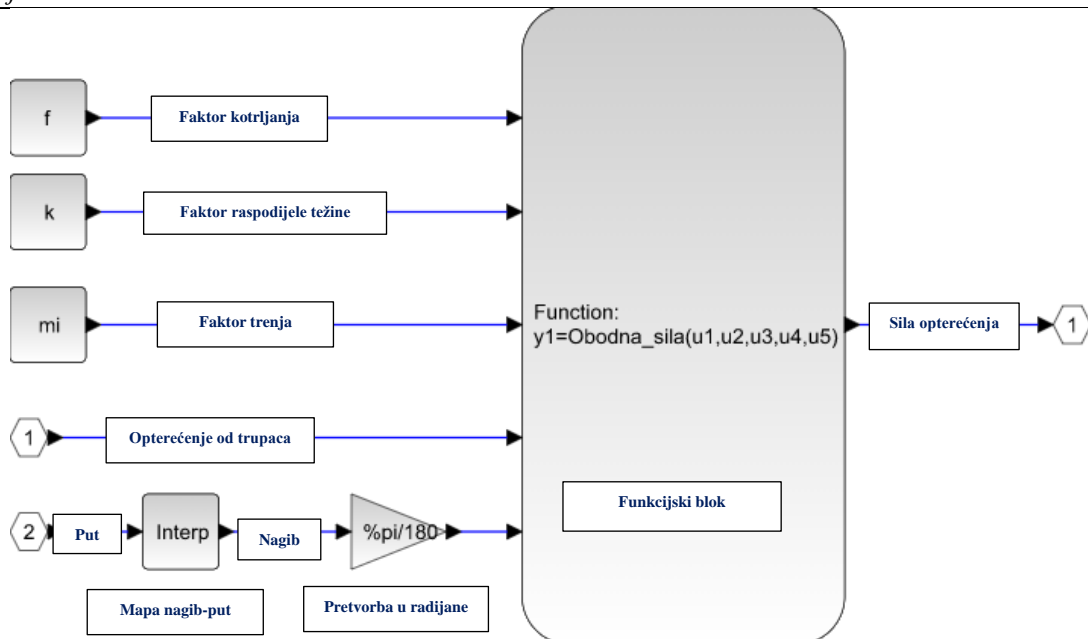 f
Faktor kotrljanja
k
Faktor raspodijele težine
mi
Faktor trenja
Function:
y1=Obodna_sila(u1,u2,u3,u4,u5)
Sila opterećenja
1
1
Opterećenje od trupaca
Funkcijski blok
2
Put
Interp
Nagib
%pi/180
Mapa nagib-put
Pretvorba u radijane